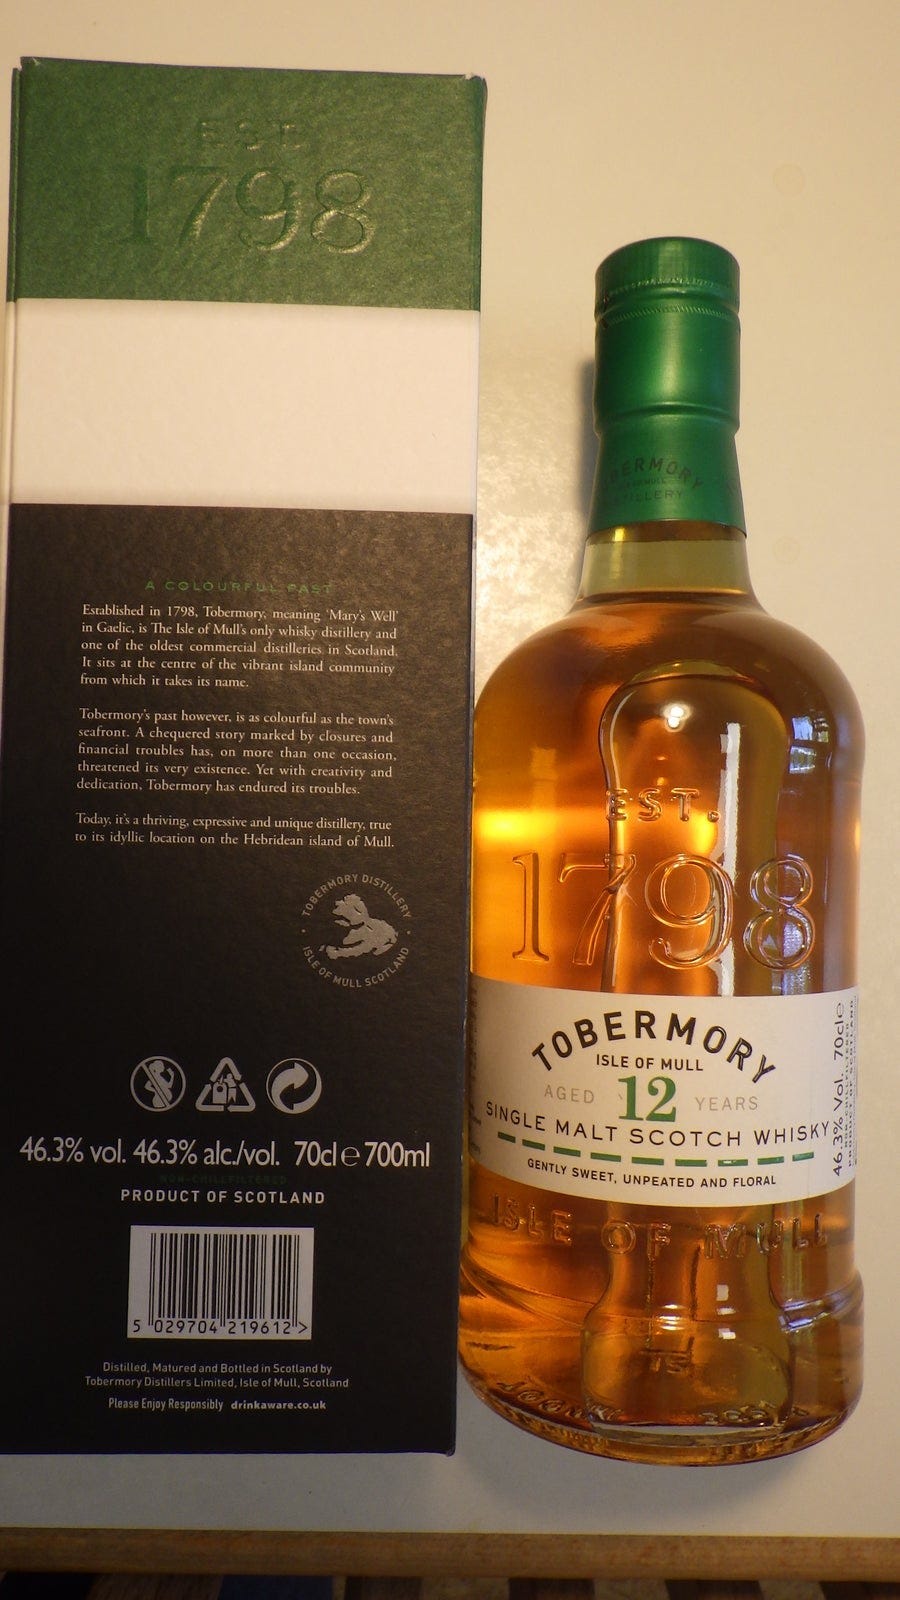 EST.
1798
A COLOURFUL PAST
Established in 1798, Tobermory, meaning 'Mary's Well'
in Gaelic, is The Isle of Mull's only whisky distillery and
one of the oldest commercial distilleries in Scotland.
It sits at the centre of the vibrant island community
from which it takes its name.
Tobermory's past however, is as colourful as the town's
seafront. A chequered story marked by closures and
financial troubles has, on more than one occasion,
threatened its very existence. Yet with creativity and
dedication, Tobermory has endured its troubles.
Today, it's a thriving, expressive and unique distillery, true
to its idyllic location on the Hebridean island of Mull.
TOBERMORY DISTILLERY
ISLE OF MULL SCOTLAND
46.3% vol. 46.3% alc./vol. 70cl e 700ml
NON-CHILLFILTERED
PRODUCT OF SCOTLAND
5 029704 219612 >
Distilled, Matured and Bottled in Scotland by
Tobermory Distillers Limited, Isle of Mull, Scotland
Please Enjoy Responsibly drinkaware.co.uk
TOBERMORY
DISTILLERY
EST.
1798
TOBERMORY
ISLE OF MULL
AGED 12 YEARS
SINGLE MALT SCOTCH WHISKY
GENTLY SWEET, UNPEATED AND FLORAL
46.3% Vol. 70cl e
PRODUCT OF SCOTLAND
ISLE OF MULL